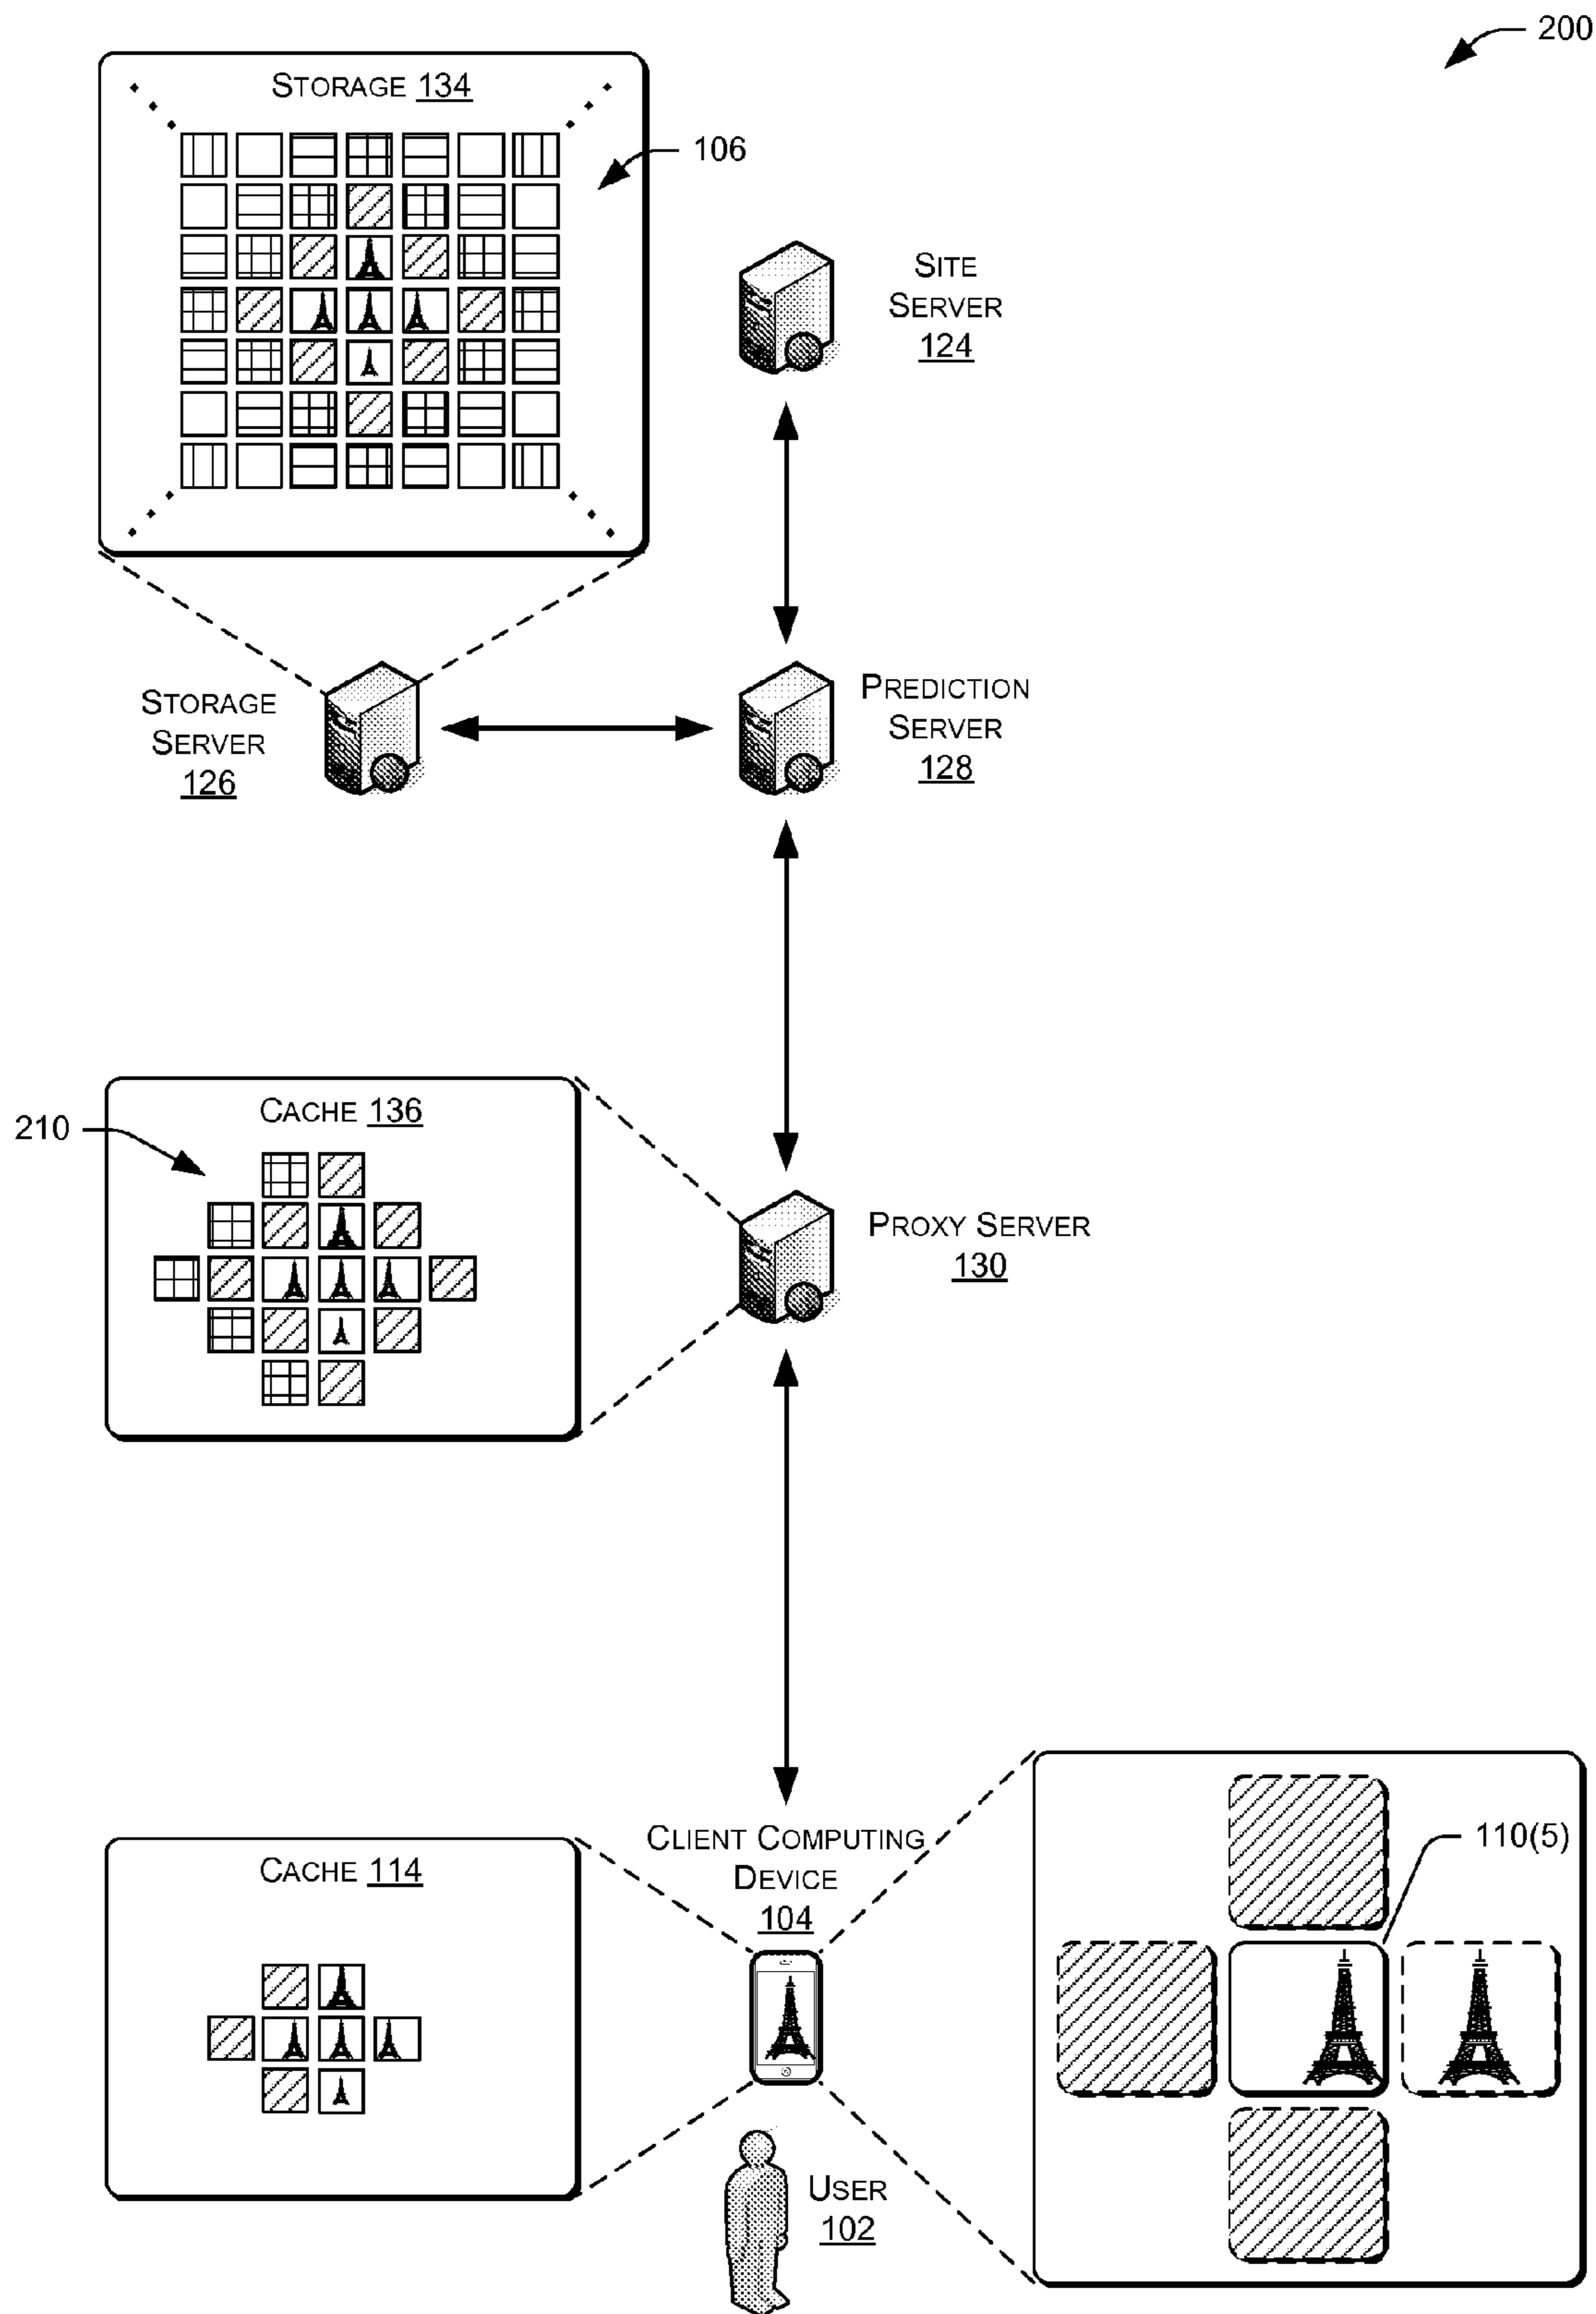 200
STORAGE 134
106
SITE
SERVER
124
STORAGE
SERVER
126
PREDICTION
SERVER
128
CACHE 136
210
PROXY SERVER
130
CLIENT COMPUTING
DEVICE
104
110(5)
CACHE 114
USER
102